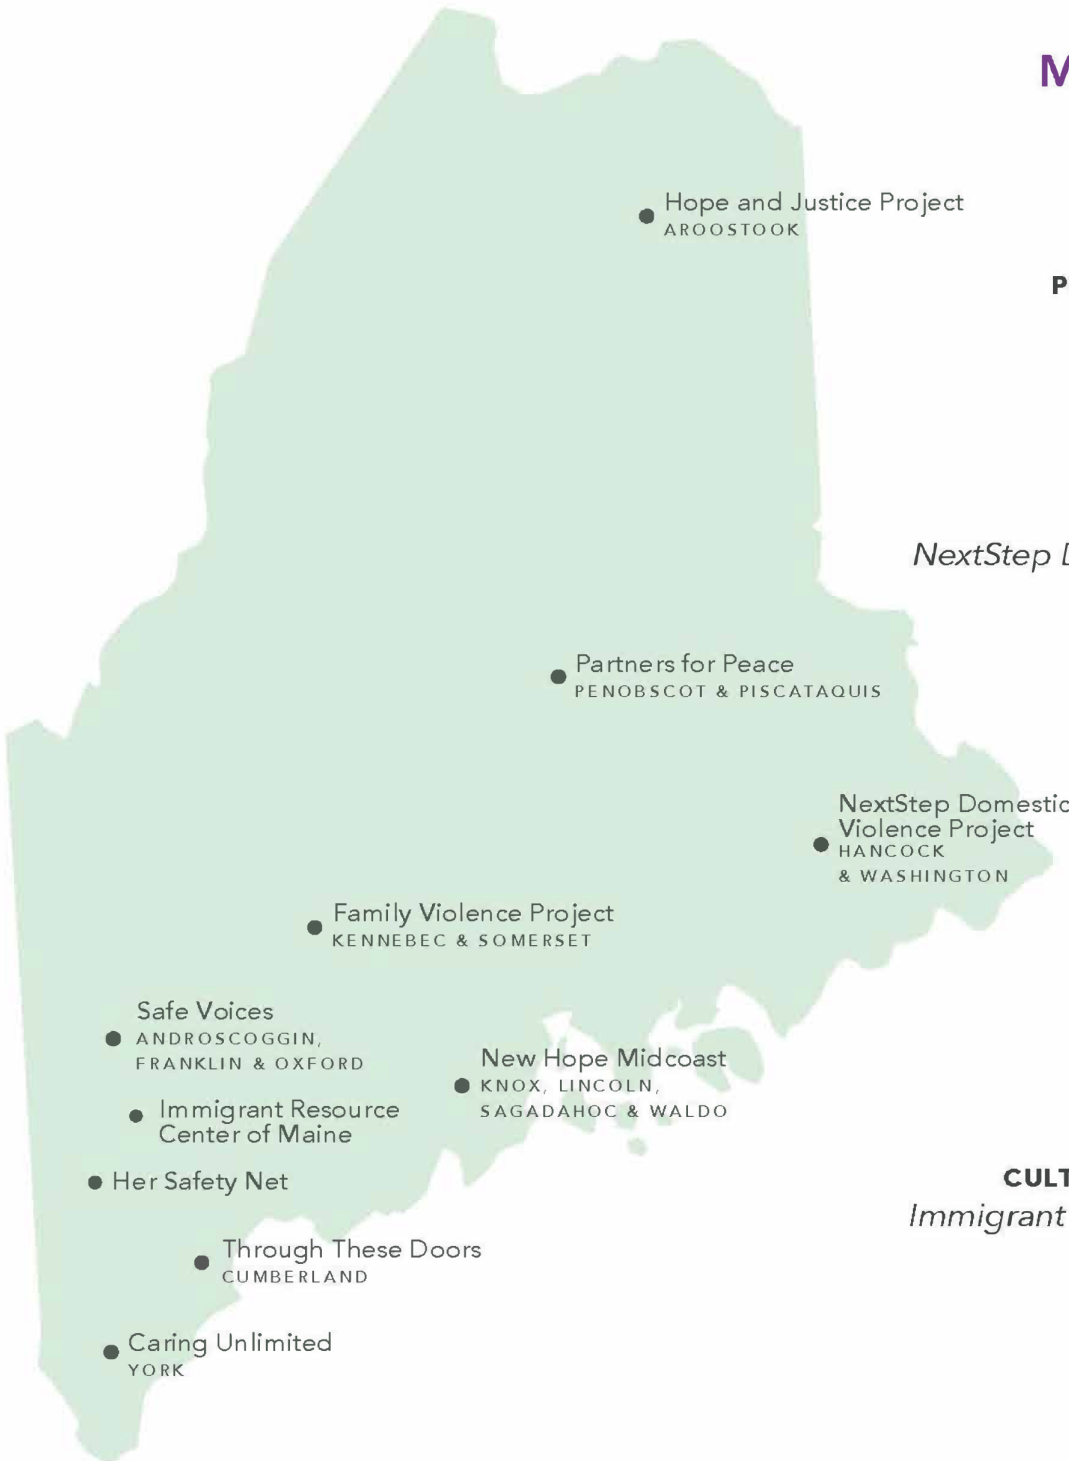 M
Hope and Justice Project
AROOSTOOK
P
NextStep D
Partners for Peace
PENOBSCOT & PISCATAQUIS
NextStep Domestic
Violence Project
HANCOCK
& WASHINGTON
Family Violence Project
KENNEBEC & SOMERSET
Safe Voices
ANDROSCOGGIN,
FRANKLIN & OXFORD
New Hope Midcoast
KNOX, LINCOLN,
SAGADAHOC & WALDO
Immigrant Resource
Center of Maine
Her Safety Net
CULT
Immigrant
Through These Doors
CUMBERLAND
Caring Unlimited
YORK